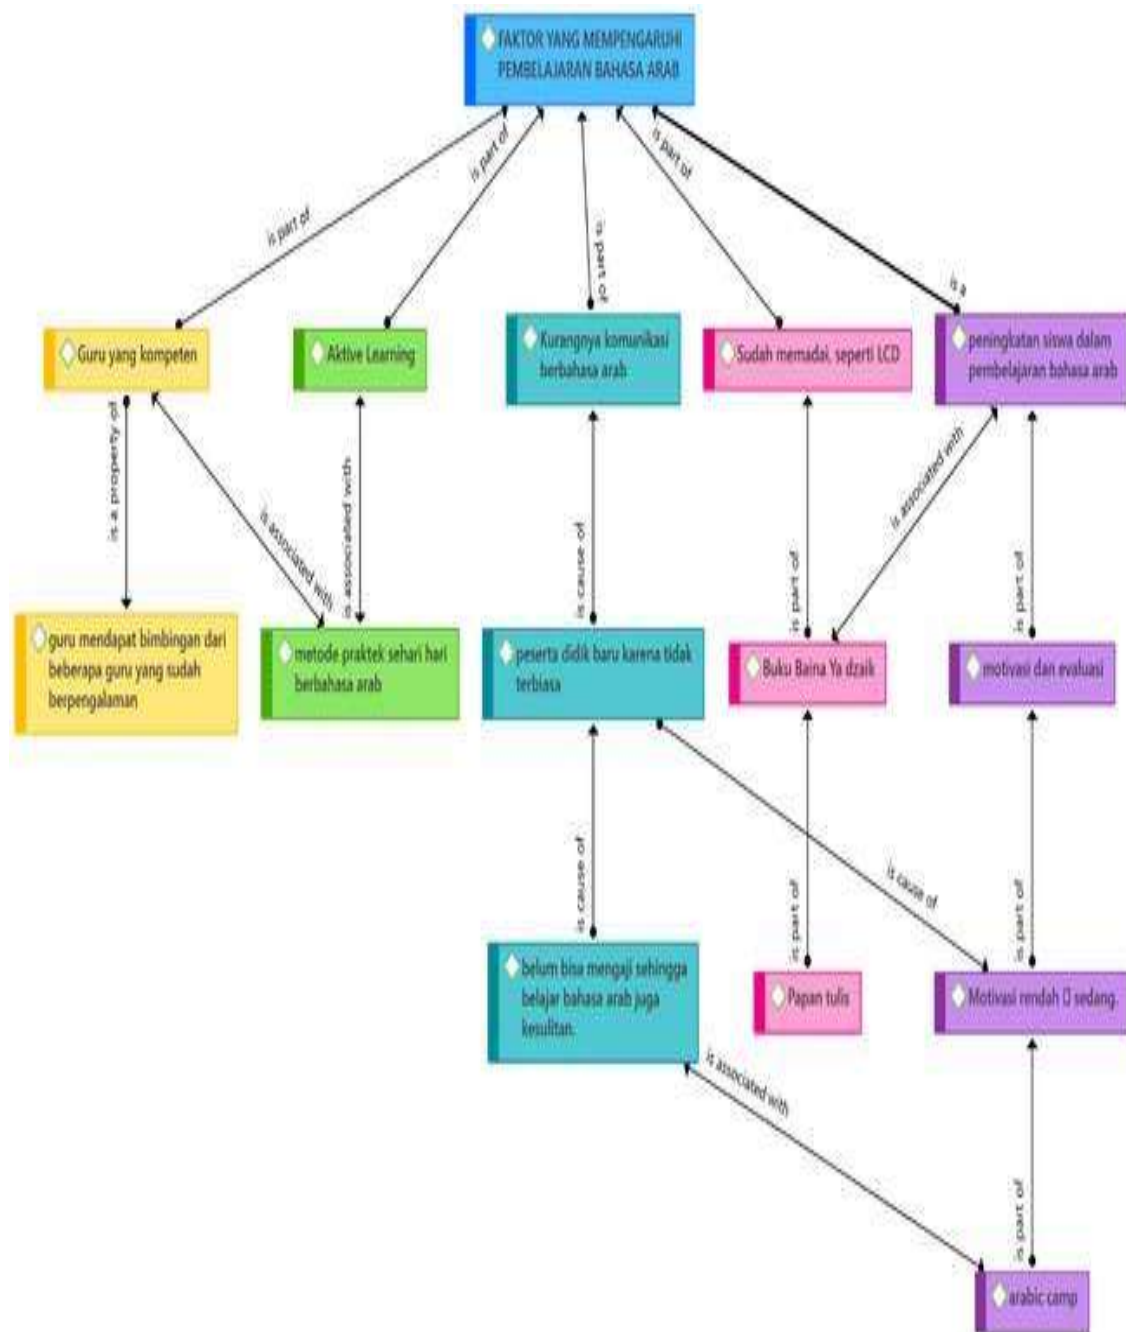 FAKTOR YANG MEMPENGARUHI
PEMBELAJARAN BAHASA ARAB
is part of
is part of
is part of
is part of
is a
Guru yang kompeten
Aktive Learning
Kurangnya komunikasi
berbahasa arab
Sudah memadai, seperti LCD
peningkatan siswa dalam
pembelajaran bahasa arab
is a property of
is associated with
is associated with
is cause of
is part of
is associated with
is part of
guru mendapat bimbingan dari
beberapa guru yang sudah
berpengalaman
metode praktek sehari hari
berbahasa arab
peserta didik baru karena tidak
terbiasa
Buku Baina Ya dzaik
motivasi dan evaluasi
is cause of
is part of
is cause of
is part of
belum bisa mengaji sehingga
belajar bahasa arab juga
kesulitan.
Papan tulis
Motivasi rendah  sedang.
is associated with
is part of
arabic camp